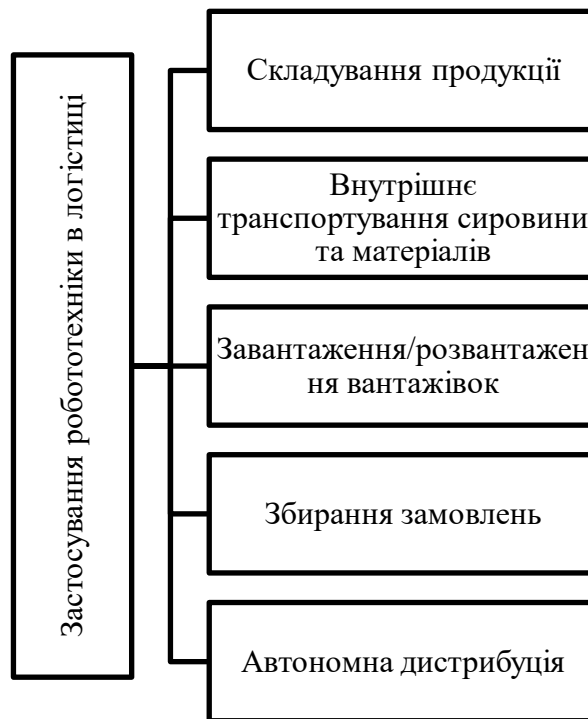 Застосування робототехніки в логістиці
Складування продукції
Внутрішнє
транспортування сировини
та матеріалів
Завантаження/розвантажен
ня вантажівок
Збирання замовлень
Автономна дистрибуція